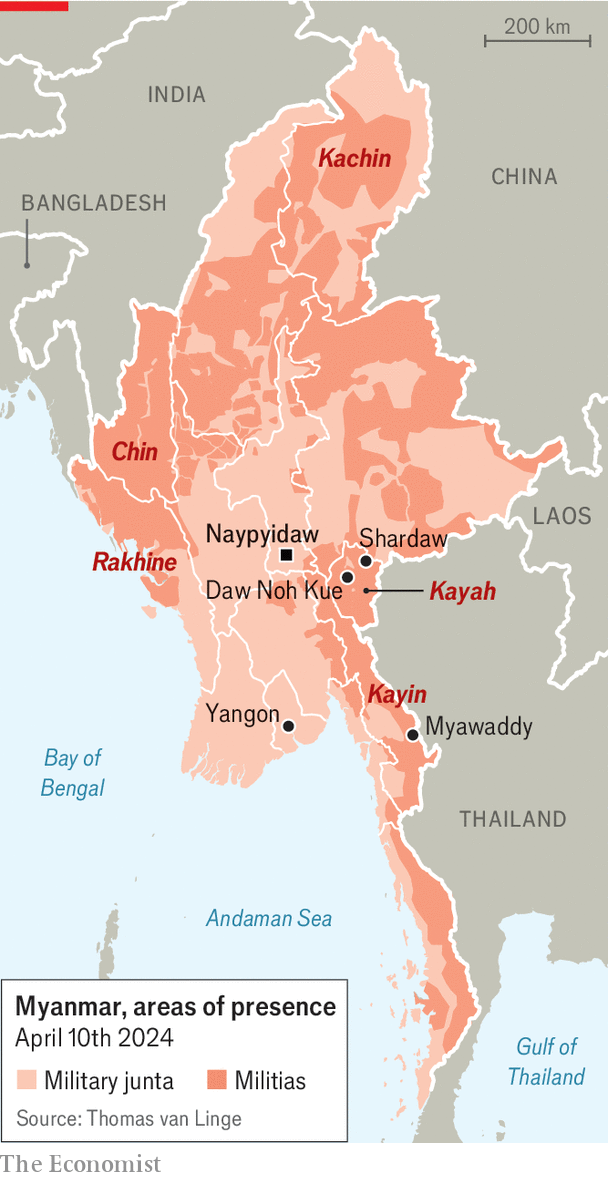 200 km
INDIA
Kachin
CHINA
BANGLADESH
Chin
LAOS
Naypyidaw
Shardaw
Rakhine
Daw Noh Kue
Kayah
Kayin
Yangon
Myawaddy
Bay of
Bengal
THAILAND
Andaman Sea
Myanmar, areas of presence
April 10th 2024
Military junta
Militias
Source: Thomas van Linge
Gulf of
Thailand
The Economist